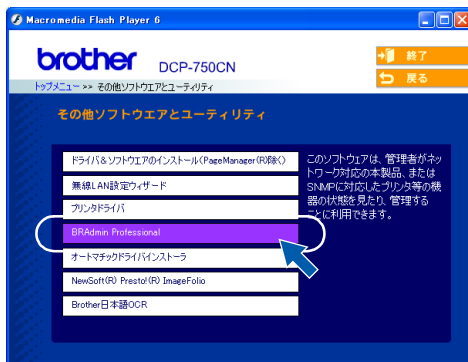 Macromedia Flash Player 6
brother
DCP-750CN
終了
戻る
トップメニュー >> その他ソフトウエアとユーティリティ
その他ソフトウエアとユーティリティ
ドライバ&ソフトウエアのインストール(PageManager(R)除く)
無線LAN設定ウィザード
プリンタドライバ
BRAdmin Professional
オートマチックドライバインストーラ
NewSoft(R) Presto!(R) ImageFolio
Brother日本語OCR
このソフトウエアは、管理者がネッ
トワーク対応の本製品、または
SNMPに対応したプリンタ等の機
器の状態を見たり、管理する
ことに利用できます。